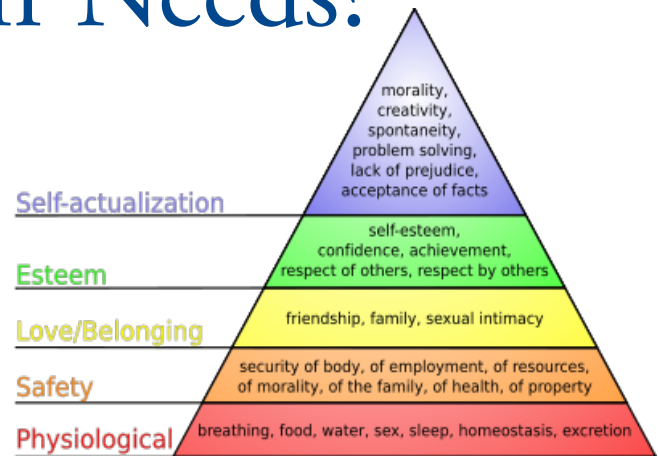 Needs?
morality,
creativity,
spontaneity,
problem solving,
lack of prejudice,
acceptance of facts
Self-actualization
self-esteem,
confidence, achievement,
respect of others, respect by others
Esteem
friendship, family, sexual intimacy
Love/Belonging
security of body, of employment, of resources,
of morality, of the family, of health, of property
Safety
breathing, food, water, sex, sleep, homeostasis, excretion
Physiological